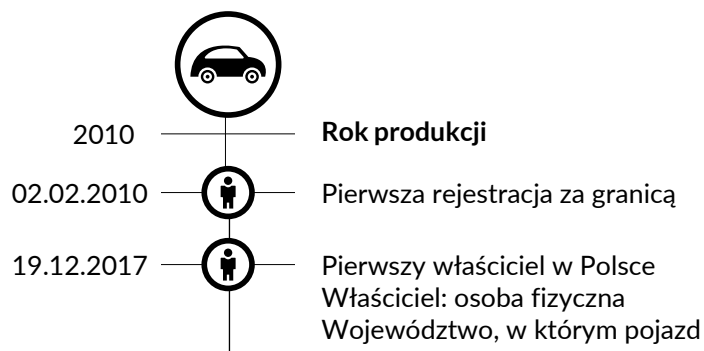 2010 Rok produkcji
02.02.2010 Pierwsza rejestracja za granicą
19.12.2017 Pierwszy właściciel w Polsce
Właściciel: osoba fizyczna
Województwo, w którym pojazd